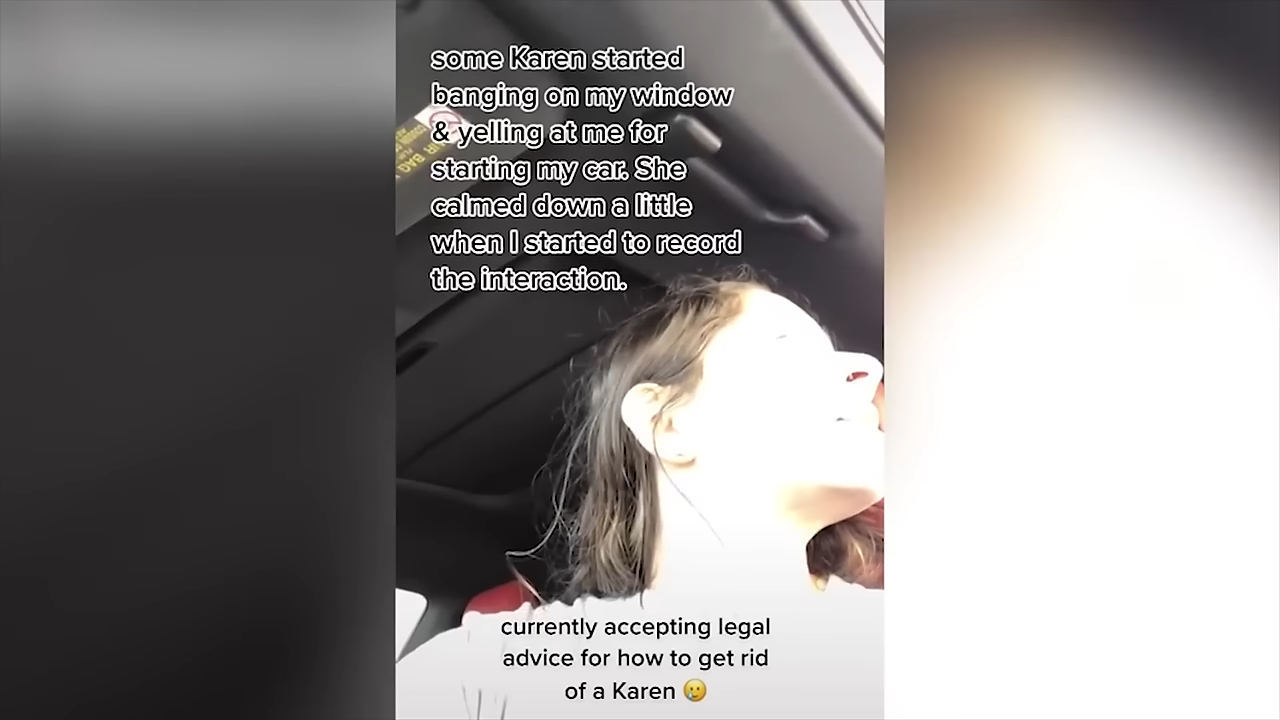 some Karen started
banging on my window
& yelling at me for
starting my car. She
calmed down a little
when I started to record
the interaction.
currently accepting legal
advice for how to get rid
of a Karen 🥲